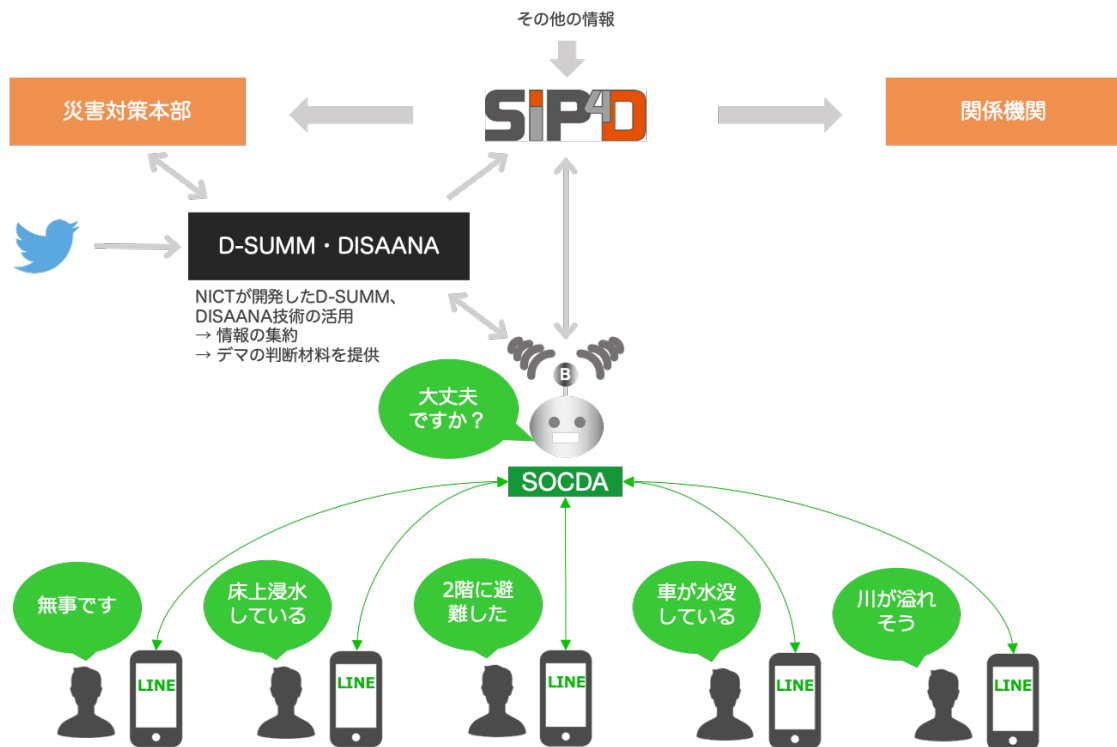 その他の情報
災害対策本部
SiP4D
関係機関
D-SUMM・DISAANA
NICTが開発したD-SUMM、
DISAANA技術の活用
→ 情報の集約
→ デマの判断材料を提供
B
大丈夫
ですか？
SOCDA
無事です
床上浸水
している
2階に避
難した
車が水没
している
川が溢れ
そう
LINE
LINE
LINE
LINE
LINE